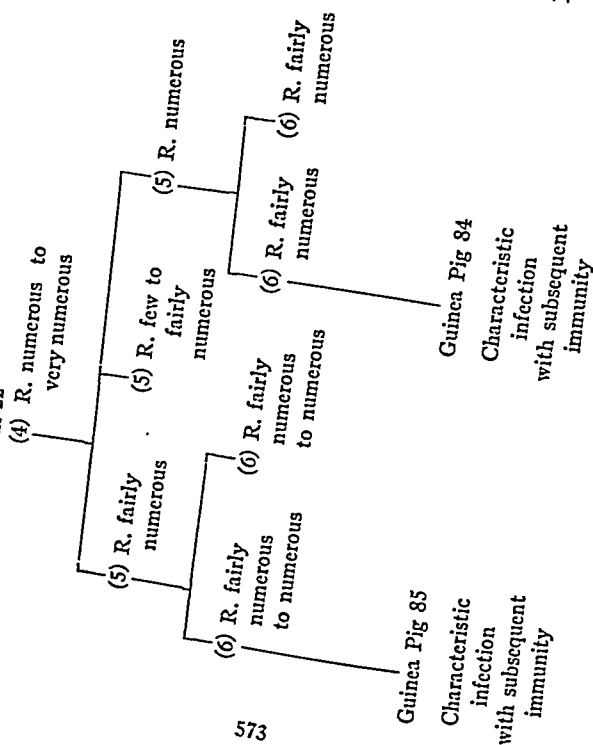 (4) R. numerous to
very numerous
(5) R. fairly
numerous
(5) R. few to
fairly
numerous
(5) R. numerous
(6) R. fairly
numerous
to numerous
(6) R. fairly
numerous
to numerous
(6) R. fairly
numerous
(6) R. fairly
numerous
Guinea Pig 85
Characteristic
infection
with subsequent
immunity
Guinea Pig 84
Characteristic
infection
with subsequent
immunity
573